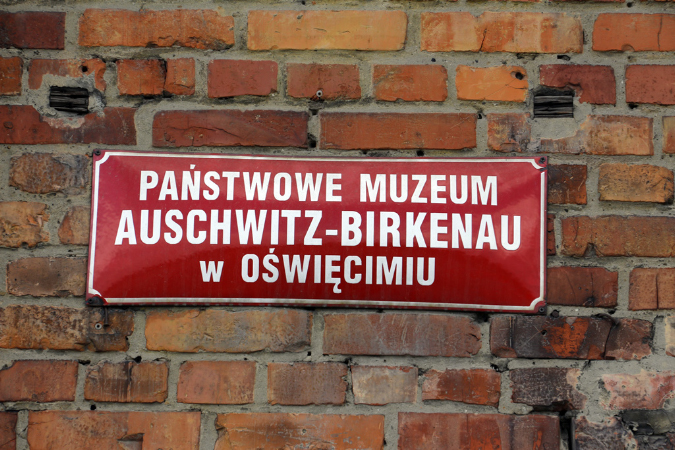 PAŃSTWOWE MUZEUM
AUSCHWITZ-BIRKENAU
w OŚWIĘCIMIU